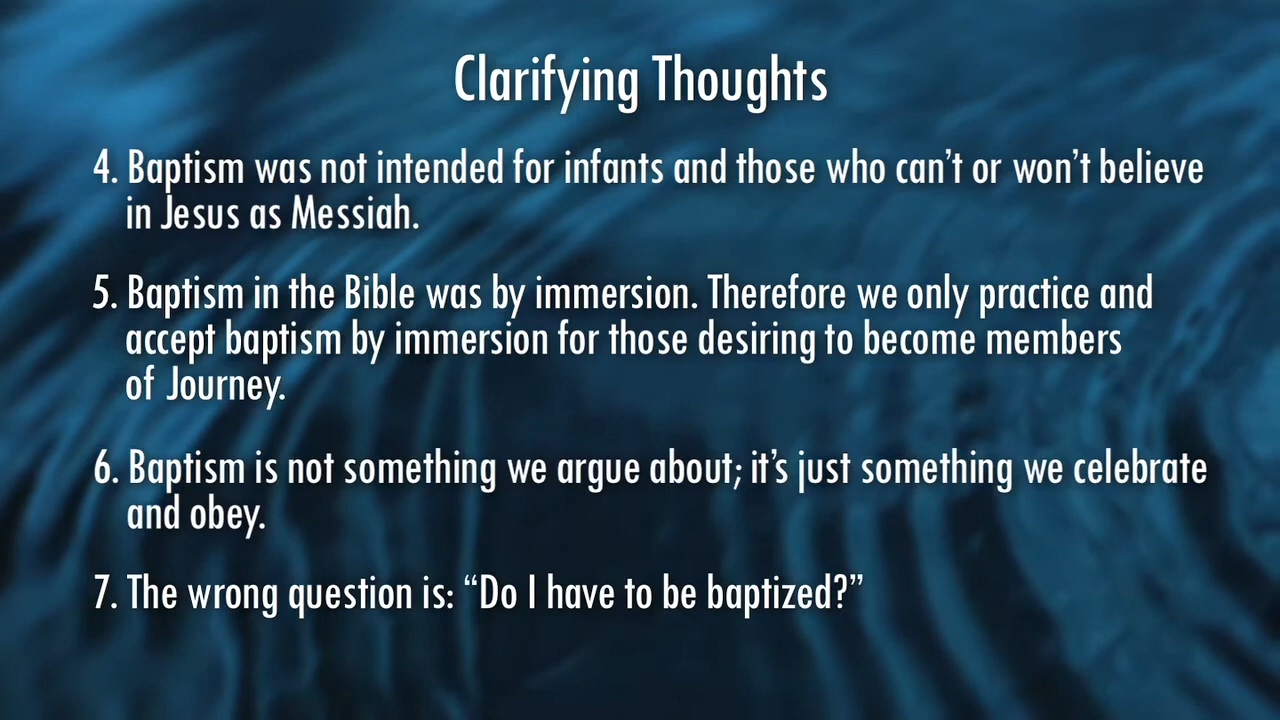 Clarifying Thoughts
4. Baptism was not intended for infants and those who can’t or won’t believe
in Jesus as Messiah.
5. Baptism in the Bible was by immersion. Therefore we only practice and
accept baptism by immersion for those desiring to become members
of Journey.
6. Baptism is not something we argue about; it’s just something we celebrate
and obey.
7. The wrong question is: “Do I have to be baptized?”